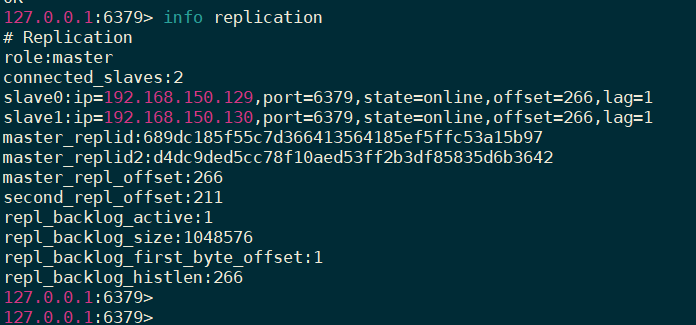 127.0.0.1:6379> info replication
# Replication
role:master
connected_slaves:2
slave0:ip=192.168.150.129,port=6379,state=online,offset=266,lag=1
slave1:ip=192.168.150.130,port=6379,state=online,offset=266,lag=1
master_replid:689dc185f55c7d366413564185ef5ffc53a15b97
master_replid2:d4dc9ded5cc78f10aed53ff2b3df85835d6b3642
master_repl_offset:266
second_repl_offset:211
repl_backlog_active:1
repl_backlog_size:1048576
repl_backlog_first_byte_offset:1
repl_backlog_histlen:266
127.0.0.1:6379>
127.0.0.1:6379>